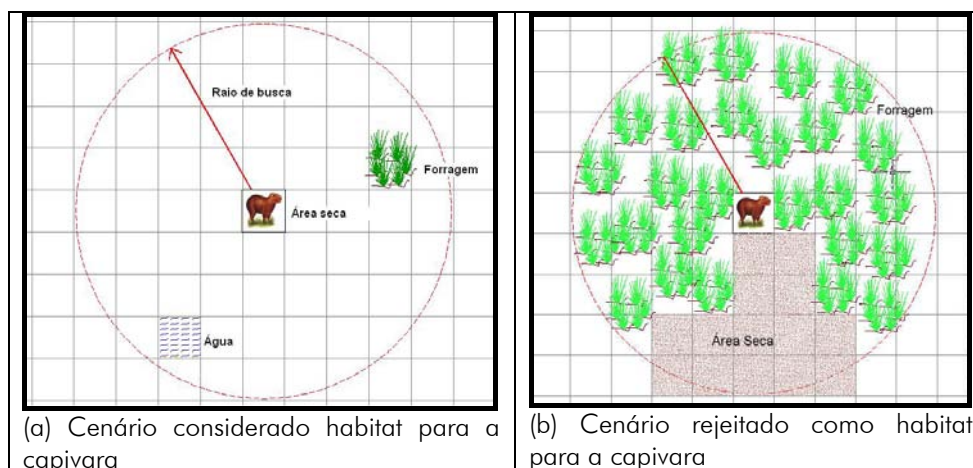 Raio de busca
Forragem
Área seca
Água
(a) Cenário considerado habitat para a
capivara
Forragem
Área Seca
(b) Cenário rejeitado como habitat
para a capivara